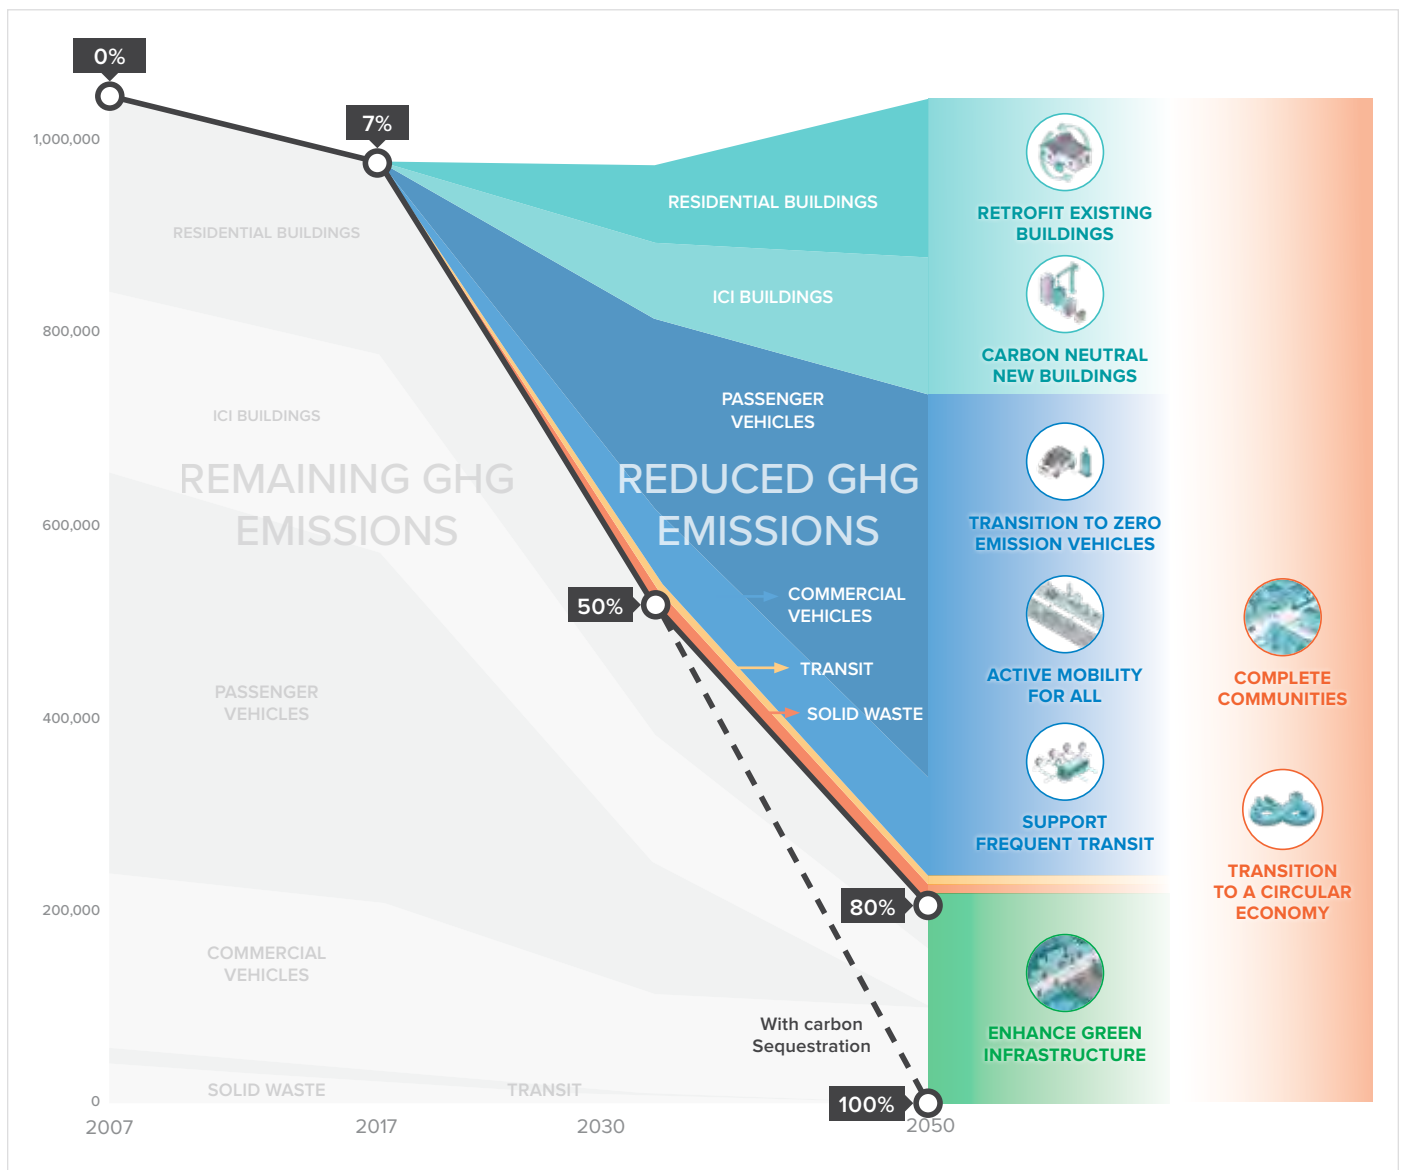 0%
7%
1,000,000
RESIDENTIAL BUILDINGS
RETROFIT EXISTING
BUILDINGS
RESIDENTIAL BUILDINGS
ICI BUILDINGS
800,000
CARBON NEUTRAL
NEW BUILDINGS
ICI BUILDINGS
PASSENGER
VEHICLES
REMAINING GHG
EMISSIONS
REDUCED GHG
EMISSIONS
600,000
TRANSITION TO ZERO
EMISSION VEHICLES
50%
COMMERCIAL
VEHICLES
TRANSIT
SOLID WASTE
ACTIVE MOBILITY
FOR ALL
COMPLETE
COMMUNITIES
PASSENGER
VEHICLES
400,000
SUPPORT
FREQUENT TRANSIT
TRANSITION
TO A CIRCULAR
ECONOMY
200,000
80%
COMMERCIAL
VEHICLES
With carbon
Sequestration
ENHANCE GREEN
INFRASTRUCTURE
SOLID WASTE
TRANSIT
0
100%
2007
2017
2030
2050